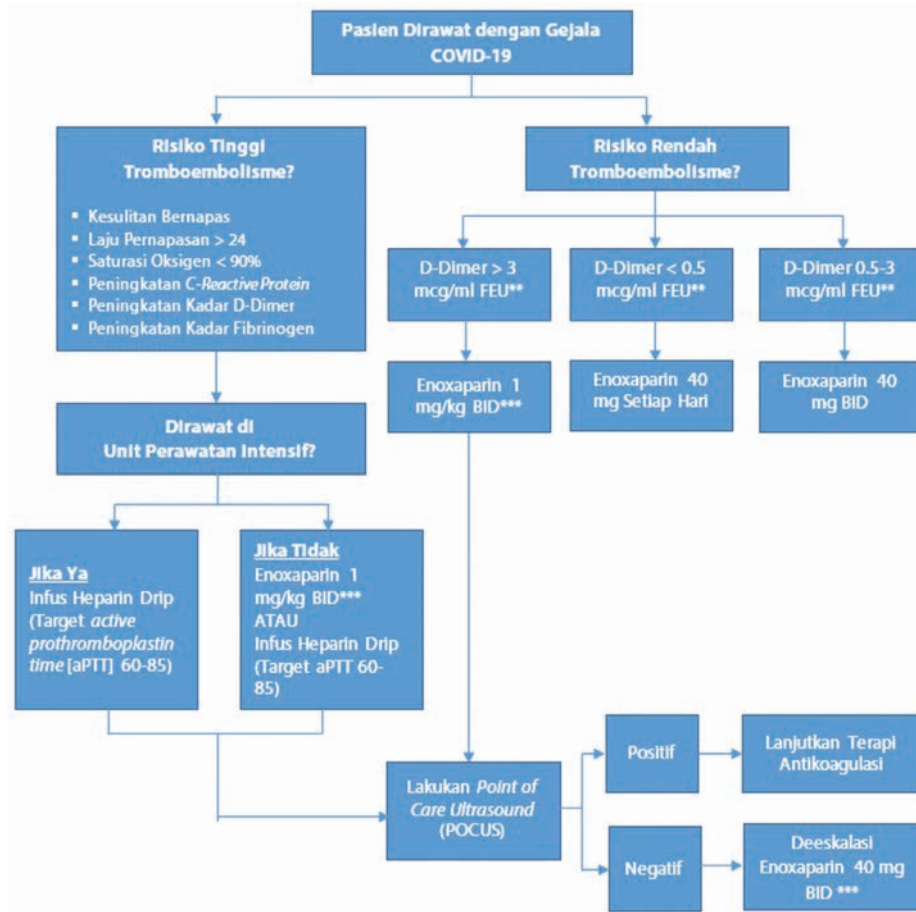 Pasien Dirawat dengan Gejala
COVID-19
Risiko Tinggi
Tromboembolisme?
▪ Kesulitan Bernapas
▪ Laju Pernapasan > 24
▪ Saturasi Oksigen < 90%
▪ Peningkatan C-Reactive Protein
▪ Peningkatan Kadar D-Dimer
▪ Peningkatan Kadar Fibrinogen
Risiko Rendah
Tromboembolisme?
D-Dimer > 3
mcg/ml FEU**
D-Dimer < 0.5
mcg/ml FEU**
D-Dimer 0.5-3
mcg/ml FEU**
Enoxaparin 1
mg/kg BID***
Enoxaparin 40
mg Setiap Hari
Enoxaparin 40
mg BID
Dirawat di
Unit Perawatan Intensif?
Jika Ya
Infus Heparin Drip
(Target active
prothromboplastin
time [aPTT] 60-85)
Jika Tidak
Enoxaparin 1
mg/kg BID***
ATAU
Infus Heparin Drip
(Target aPTT 60-
85)
Lakukan Point of
Care Ultrasound
(POCUS)
Positif
Lanjutkan Terapi
Antikoagulasi
Negatif
Deeskalasi
Enoxaparin 40 mg
BID ***